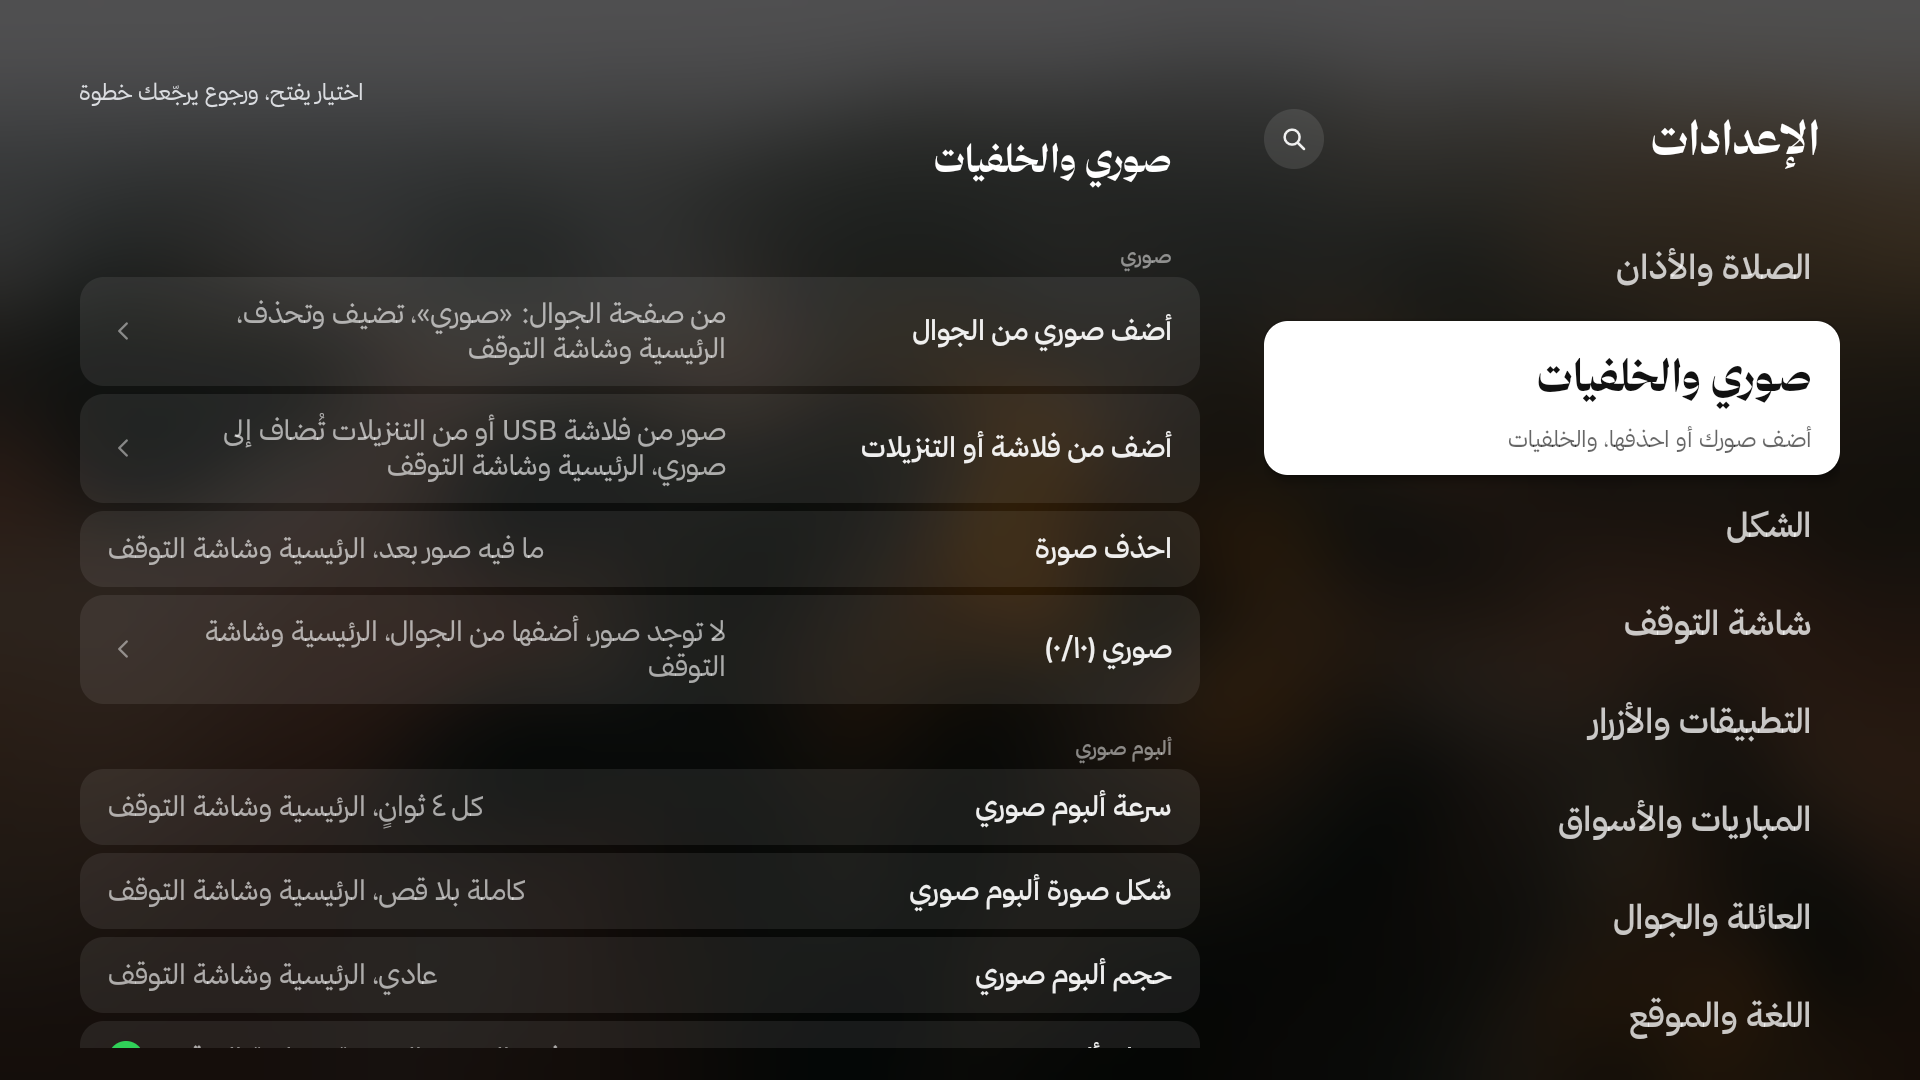 الإعدادات
الصلاة والأذان
صوري والخلفيات
أضف صورك أو احذفها، والخلفيات
الشكل
شاشة التوقف
التطبيقات والأزرار
المباريات والأسواق
العائلة والجوال
اللغة والموقع
اختيار يفتح، ورجوع يرجّعك خطوة
صوري والخلفيات
صوري
أضف صوري من الجوال
من صفحة الجوال: «صوري»، تضيف وتحذف،
الرئيسية وشاشة التوقف
أضف من فلاشة أو التنزيلات
صور من فلاشة USB أو من التنزيلات تُضاف إلى
صوري، الرئيسية وشاشة التوقف
احذف صورة
ما فيه صور بعد، الرئيسية وشاشة التوقف
صوري (٠/١٠)
لا توجد صور، أضفها من الجوال، الرئيسية وشاشة
التوقف
ألبوم صوري
سرعة ألبوم صوري
كل ٤ ثوانٍ، الرئيسية وشاشة التوقف
شكل صورة ألبوم صوري
كاملة بلا قص، الرئيسية وشاشة التوقف
حجم ألبوم صوري
عادي، الرئيسية وشاشة التوقف